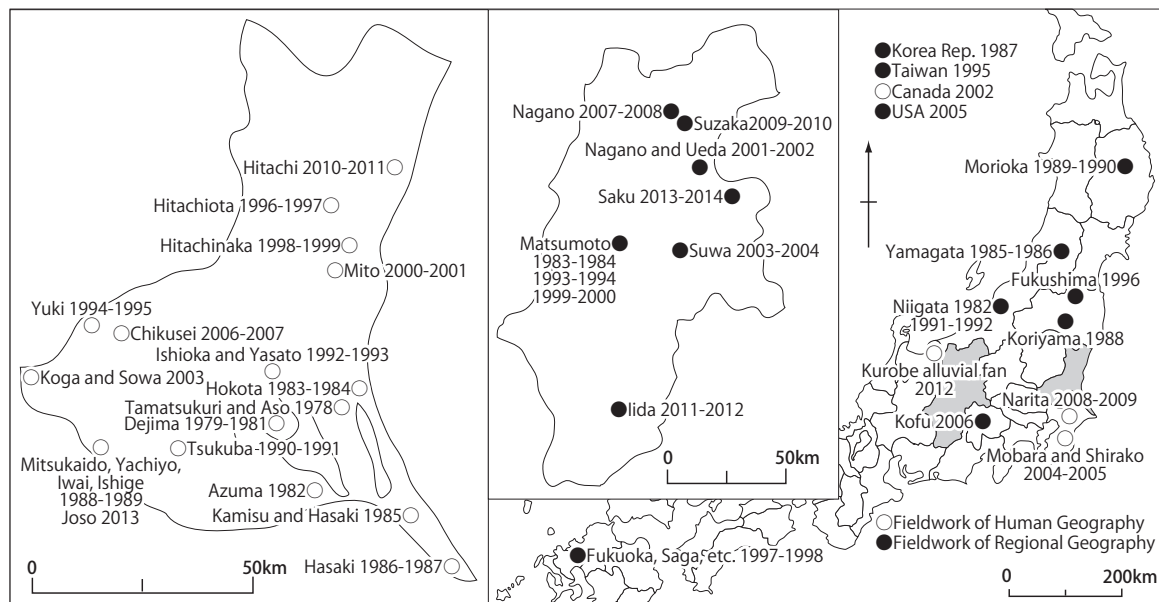 Hitachi 2010-2011
Hitachiota 1996-1997
Hitachinaka 1998-1999
Mito 2000-2001
Yuki 1994-1995
Chikusei 2006-2007
Ishioka and Yasato 1992-1993
Koga and Sowa 2003
Hokota 1983-1984
Tamatsukuri and Aso 1978
Dejima 1979-1981
Tsukuba-1990-1991
Mitsukaido, Yachiyo,
Iwai, Ishige
1988-1989
Joso 2013
Azuma 1982
Kamisu and Hasaki 1985
Hasaki 1986-1987
0
50km
Nagano 2007-2008
Suzaka2009-2010
Nagano and Ueda 2001-2002
Saku 2013-2014
Matsumoto
1983-1984
1993-1994
1999-2000
Suwa 2003-2004
Iida 2011-2012
0
50km
Korea Rep. 1987
Taiwan 1995
Canada 2002
USA 2005
Morioka 1989-1990
Yamagata 1985-1986
Fukushima 1996
Niigata 1982
1991-1992
Koriyama 1988
Kurobe alluvial fan
2012
Narita 2008-2009
Kofu 2006
Mobara and Shirako
2004-2005
Fukuoka, Saga, etc. 1997-1998
Fieldwork of Human Geography
Fieldwork of Regional Geography
0
200km